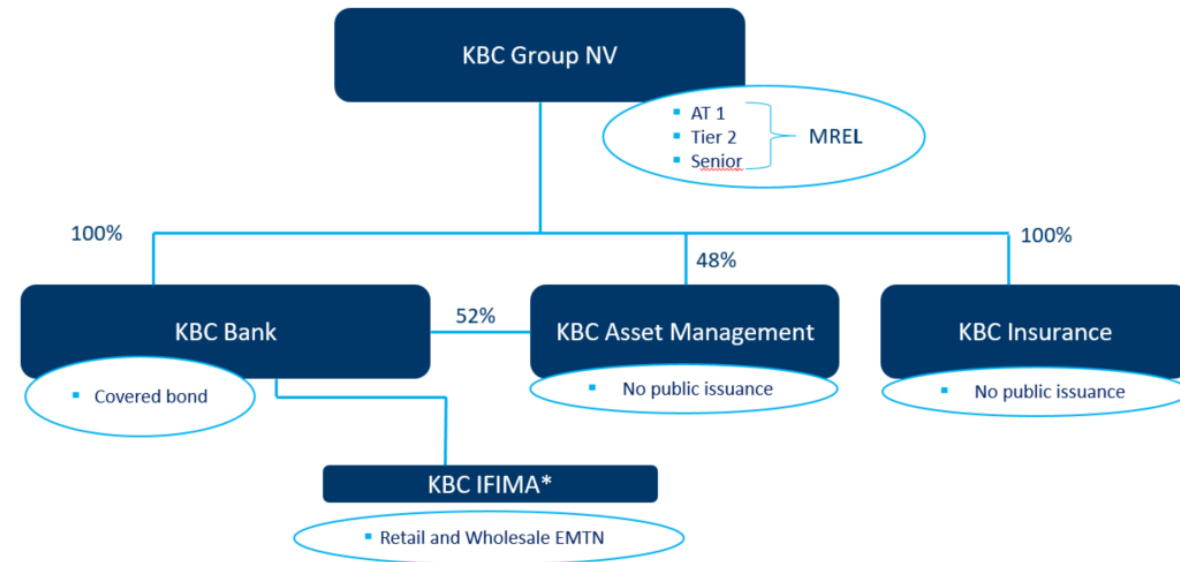 KBC Group NV
▪ AT 1
▪ Tier 2
▪ Senior
MREL
100%
48%
100%
KBC Bank
52%
KBC Asset Management
KBC Insurance
▪ Covered bond
▪ No public issuance
▪ No public issuance
KBC IFIMA*
▪ Retail and Wholesale EMTN